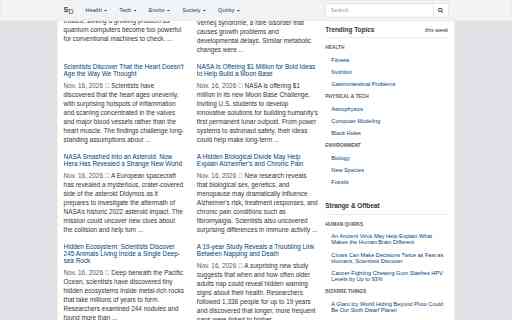 SD Health Tech Enviro Society Quirky Search
quantum computers become too powerful
for conventional machines to check. ...
Scientists Discover That the Heart Doesn't
Age the Way We Thought
Nov. 16, 2026 — Scientists have
discovered that the heart ages unevenly,
with surprising hotspots of inflammation
and scarring concentrated in the valves
and major blood vessels rather than the
heart muscle. The findings challenge long-
standing assumptions about ...
NASA Smashed into an Asteroid. Now
Hera Has Revealed a Strange New World
Nov. 16, 2026 — A European spacecraft
has revealed a mysterious, crater-covered
side of the asteroid Didymos as it
prepares to investigate the aftermath of
NASA's historic 2022 asteroid impact. The
mission could uncover new clues about
the collision and help turn ...
Hidden Ecosystem: Scientists Discover
245 Animals Living Inside a Single Deep-
sea Rock
Nov. 16, 2026 — Deep beneath the Pacific
Ocean, scientists have discovered tiny
hidden ecosystems inside metal-rich rocks
that take millions of years to form.
Researchers examined 244 nodules and
found more than ...
Verheij syndrome, a rare disorder that
causes growth problems and
developmental delays. Similar metabolic
changes were ...
NASA Is Offering $1 Million for Bold Ideas
to Help Build a Moon Base
Nov. 16, 2026 — NASA is offering $1
million in its new Moon Base Challenge,
inviting U.S. students to develop
innovative solutions for building humanity's
first permanent lunar outpost. From power
systems to astronaut safety, their ideas
could help make long-term ...
A Hidden Biological Divide May Help
Explain Alzheimer's and Chronic Pain
Nov. 16, 2026 — New research reveals
that biological sex, genetics, and
menopause may dramatically influence
Alzheimer's risk, treatment responses, and
chronic pain conditions such as
fibromyalgia. Scientists also uncovered
surprising differences in immune activity ...
A 19-year Study Reveals a Troubling Link
Between Napping and Death
Nov. 16, 2026 — A surprising new study
suggests that when and how often older
adults nap could reveal hidden warning
signs about their health. Researchers
followed 1,338 people for up to 19 years
and discovered that longer, more frequent
naps were linked to higher
Trending Topics this week
HEALTH
Fitness
Nutrition
Gastrointestinal Problems
PHYSICAL & TECH
Astrophysics
Computer Modeling
Black Holes
ENVIRONMENT
Biology
New Species
Fossils
Strange & Offbeat
HUMAN QUIRKS
An Ancient Virus May Help Explain What
Makes the Human Brain Different
Crows Can Make Decisions Twice as Fast as
Humans, Scientists Discover
Cancer-Fighting Chewing Gum Slashes HPV
Levels by Up to 93%
BIZARRE THINGS
A Giant Icy World Hiding Beyond Pluto Could
Be Our Sixth Dwarf Planet